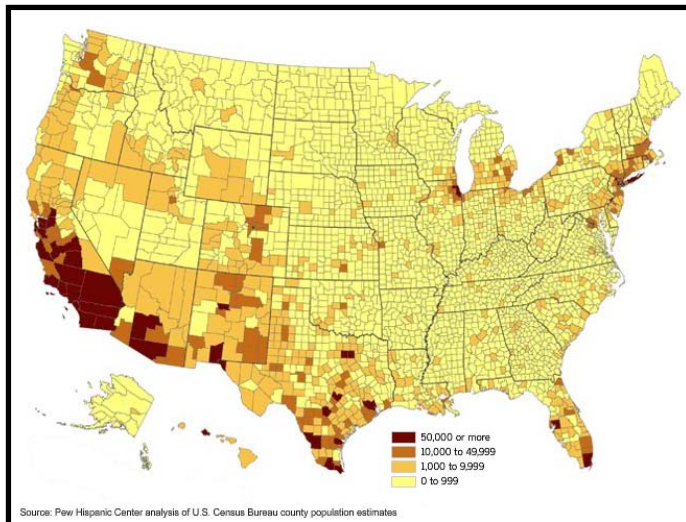 50,000 or more
10,000 to 49,999
1,000 to 9,999
0 to 999
Source: Pew Hispanic Center analysis of U.S. Census Bureau county population estimates